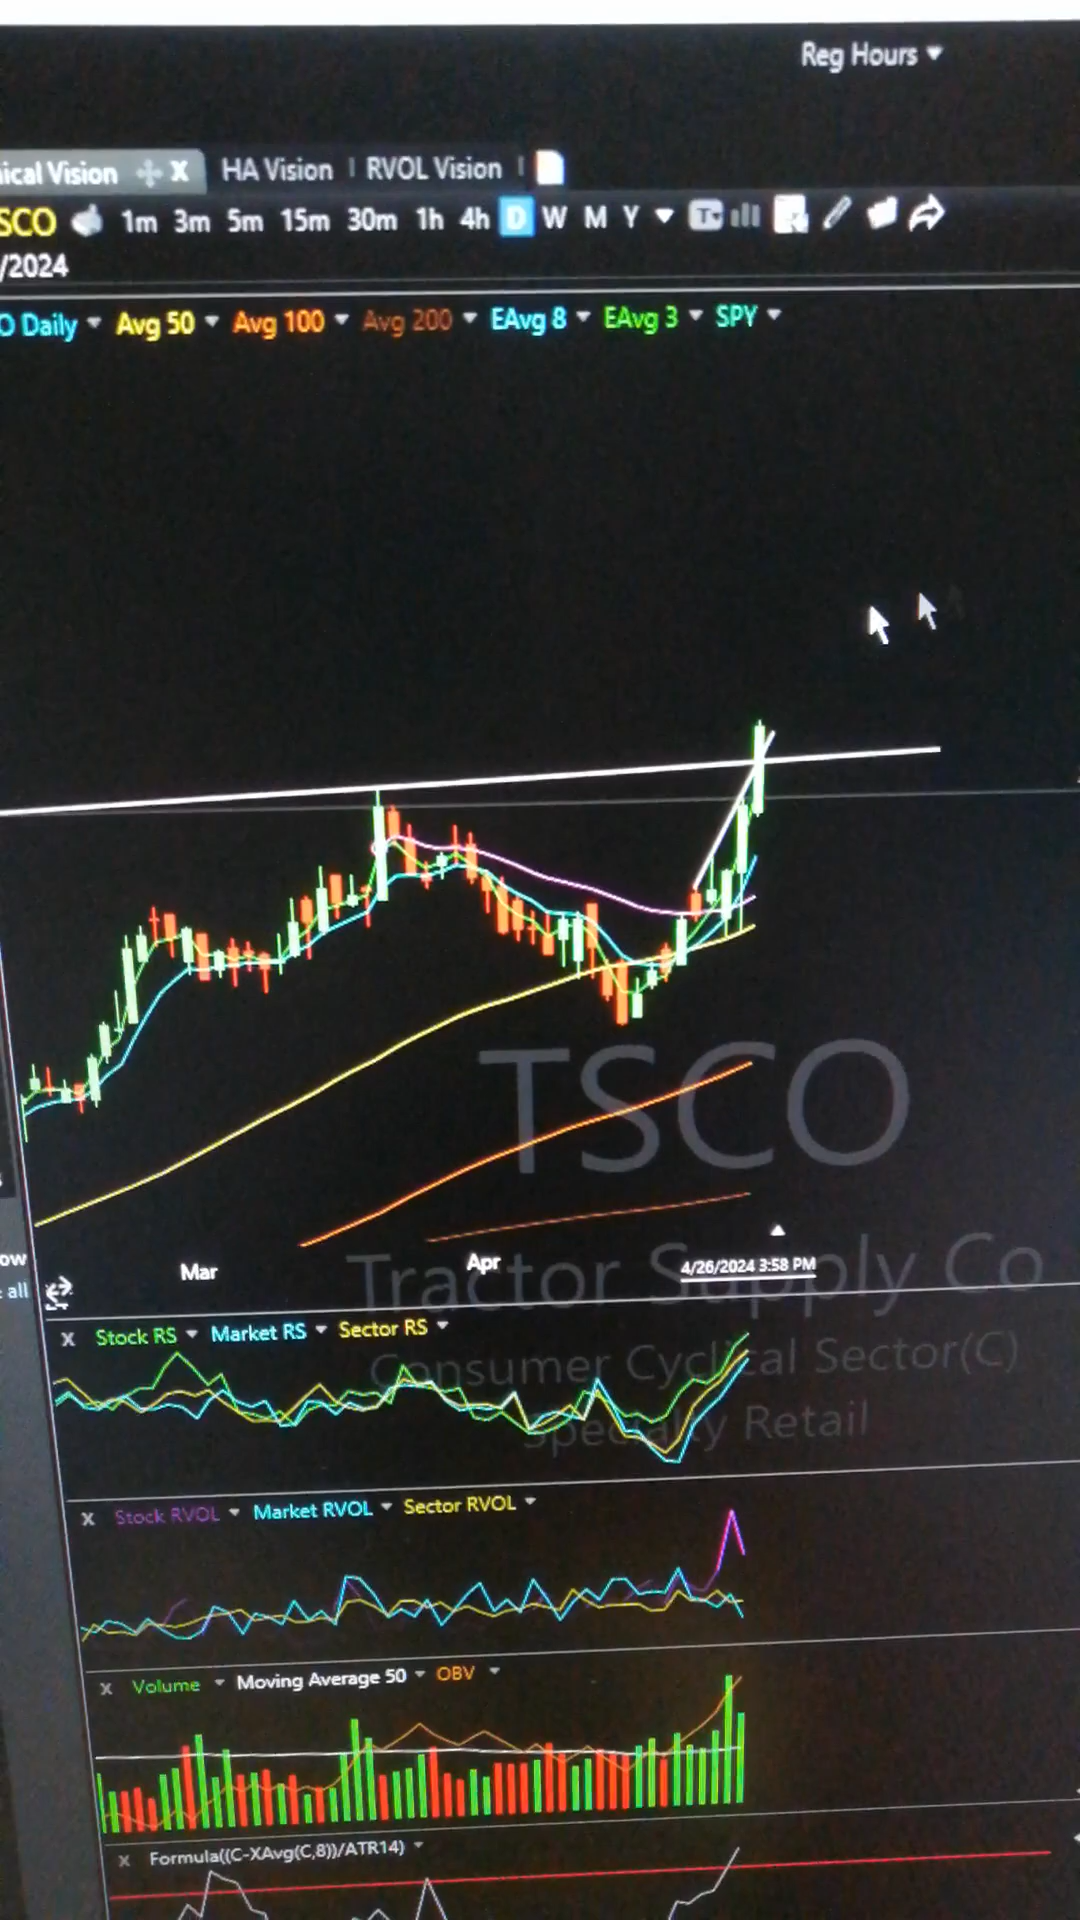 Reg Hours
ical Vision X HA Vision RVOL Vision
SCO 1m 3m 5m 15m 30m 1h 4h D W M Y Tc
/2024
O Daily Avg 50 Avg 100 Avg 200 EAvg 8 EAvg 3 SPY
TSCO
Tractor Supply Co
Consumer Cyclical Sector(C)
Specialty Retail
Mar Apr 4/26/2024 3:58 PM
ow
all
X Stock RS Market RS Sector RS
X Stock RVOL Market RVOL Sector RVOL
X Volume Moving Average 50 OBV
X Formula((C-XAvg(C,8))/ATR14)